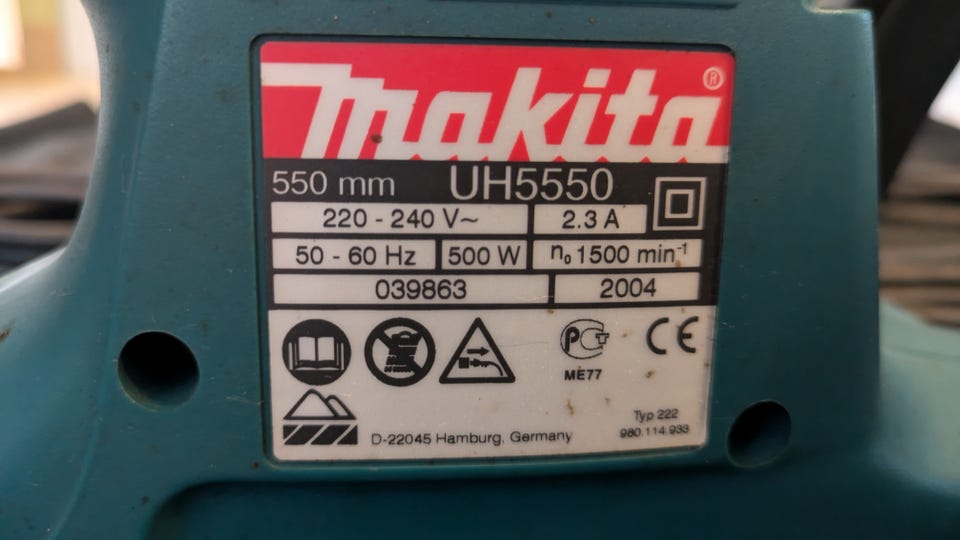 makita®
550 mm UH5550
220 - 240 V~ 2.3 A
50 - 60 Hz 500 W n₀ 1500 min⁻¹
039863 2004
PCT CE
ME77
Typ 222
D-22045 Hamburg, Germany 980.114.933